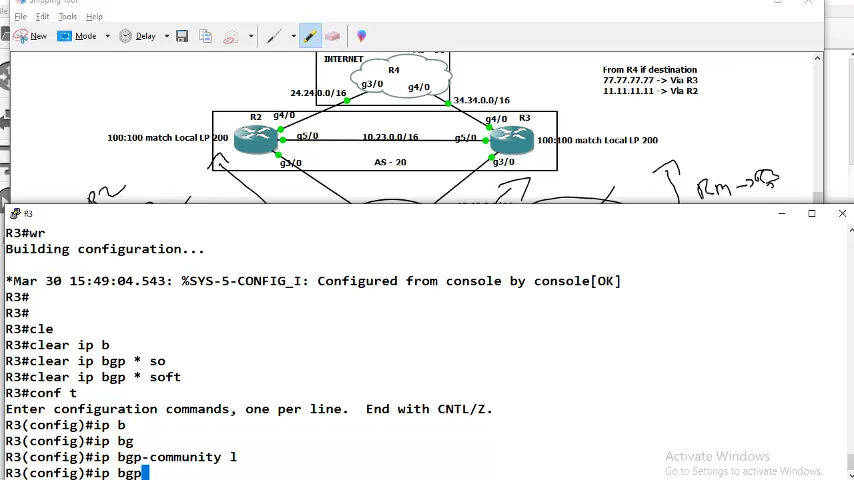 Snipping Tool
File Edit Tools Help
New Mode Delay
INTERNET
R4
g3/0
g4/0
From R4 if destination
77.77.77.77 -> Via R3
11.11.11.11 -> Via R2
24.24.0.0/16
34.34.0.0/16
R2
g4/0
R3
g4/0
100:100 match Local LP 200
g5/0
10.23.0.0/16
g5/0
100:100 match Local LP 200
g3/0
AS - 20
g3/0
R2
Rm
R3
R3#wr
Building configuration...
*Mar 30 15:49:04.543: %SYS-5-CONFIG_I: Configured from console by console[OK]
R3#
R3#
R3#cle
R3#clear ip b
R3#clear ip bgp * so
R3#clear ip bgp * soft
R3#conf t
Enter configuration commands, one per line.  End with CNTL/Z.
R3(config)#ip b
R3(config)#ip bg
R3(config)#ip bgp-community l
R3(config)#ip bgp
Activate Windows
Go to Settings to activate Windows.